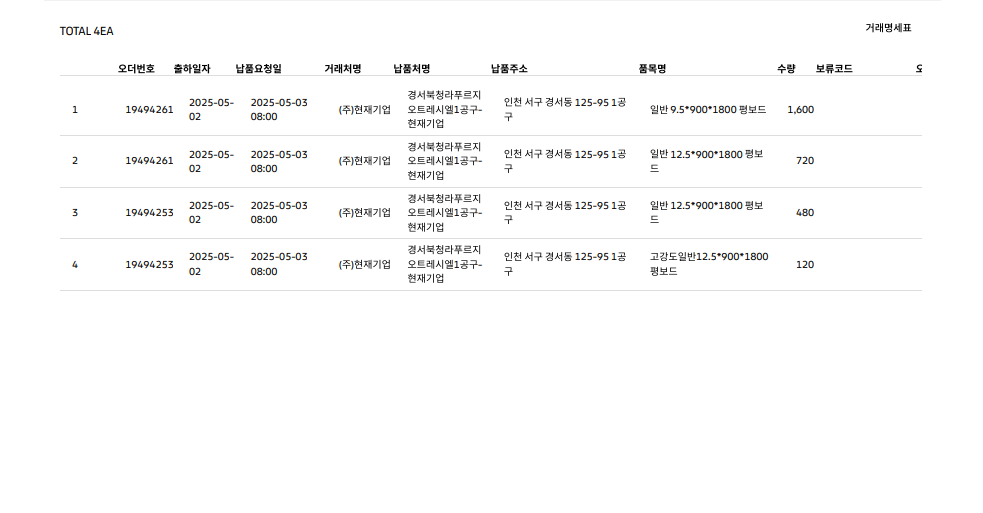 TOTAL 4EA
거래명세표
오더번호 출하일자 납품요청일 거래처명 납품처명 납품주소 품목명 수량 보류코드
1 19494261 2025-05-02 2025-05-03 08:00 (주)현재기업 경서북청라푸르지오트레시엘1공구-현재기업 인천 서구 경서동 125-95 1공구 일반 9.5*900*1800 평보드 1,600
2 19494261 2025-05-02 2025-05-03 08:00 (주)현재기업 경서북청라푸르지오트레시엘1공구-현재기업 인천 서구 경서동 125-95 1공구 일반 12.5*900*1800 평보드 720
3 19494253 2025-05-02 2025-05-03 08:00 (주)현재기업 경서북청라푸르지오트레시엘1공구-현재기업 인천 서구 경서동 125-95 1공구 일반 12.5*900*1800 평보드 480
4 19494253 2025-05-02 2025-05-03 08:00 (주)현재기업 경서북청라푸르지오트레시엘1공구-현재기업 인천 서구 경서동 125-95 1공구 고강도일반12.5*900*1800 평보드 120